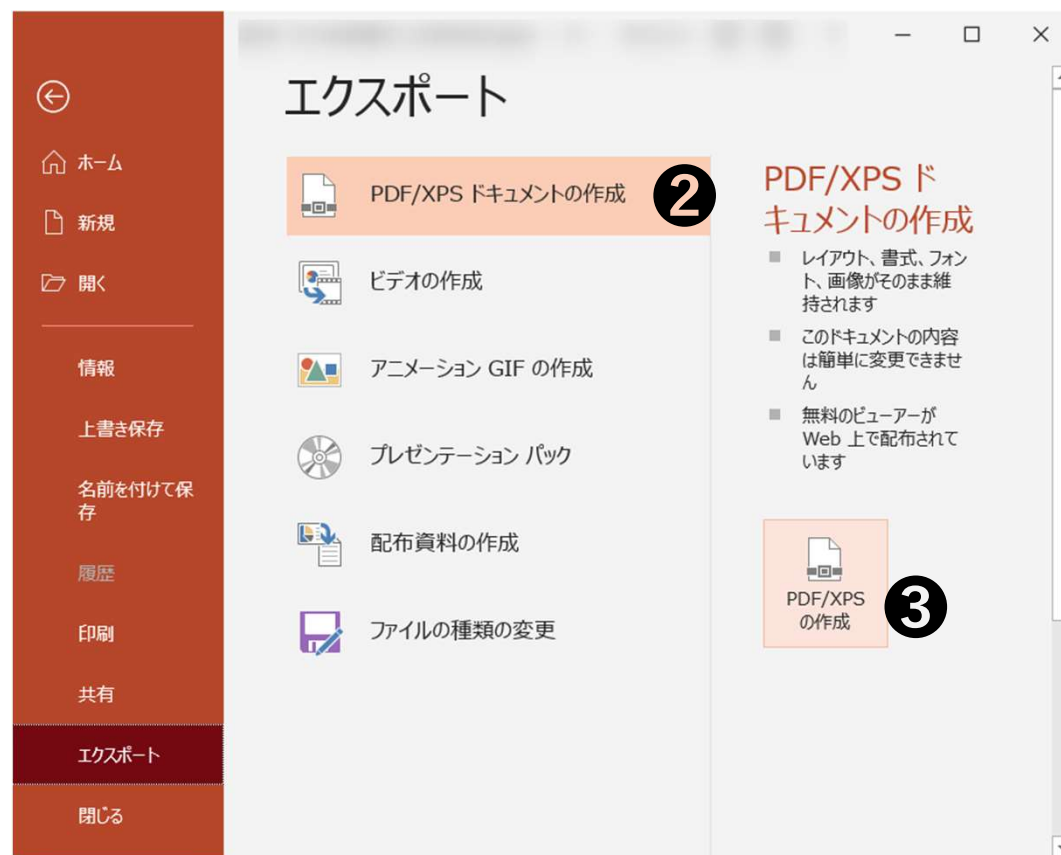 エクスポート
ホーム
新規
開く
情報
上書き保存
名前を付けて保
存
履歴
印刷
共有
エクスポート
閉じる
PDF/XPS ドキュメントの作成
2
ビデオの作成
アニメーション GIF の作成
プレゼンテーション パック
配布資料の作成
ファイルの種類の変更
PDF/XPS ド
キュメントの作成
レイアウト、書式、フォン
ト、画像がそのまま維
持されます
このドキュメントの内容
は簡単に変更できませ
ん
無料のビューアーが
Web 上で配布されて
います
PDF/XPS
の作成
3